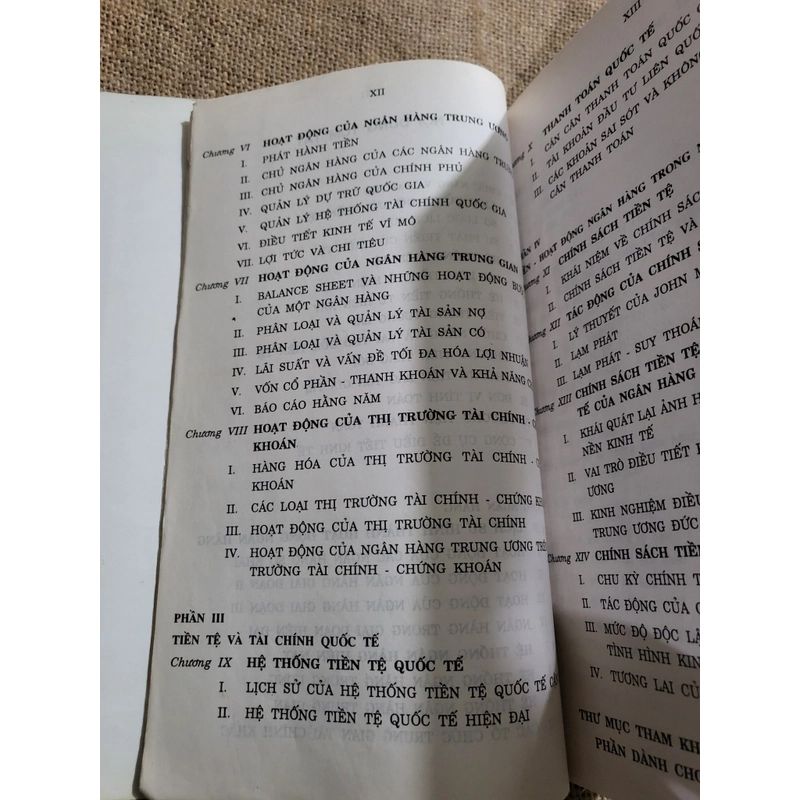 XII
Chương VI HOẠT ĐỘNG CỦA NGÂN HÀNG TRUNG ƯƠNG
I. PHÁT HÀNH TIỀN
II. CHỦ NGÂN HÀNG CỦA CÁC NGÂN HÀNG
III. CHỦ NGÂN HÀNG CỦA CHÍNH PHỦ
IV. QUẢN LÝ DỰ TRỮ QUỐC GIA
V. QUẢN LÝ HỆ THỐNG TÀI CHÍNH QUỐC GIA
VI. ĐIỀU TIẾT KINH TẾ VĨ MÔ
VII. LỢI TỨC VÀ CHI TIÊU
Chương VII HOẠT ĐỘNG CỦA NGÂN HÀNG TRUNG GIAN
I. BALANCE SHEET VÀ NHỮNG HOẠT ĐỘNG
CỦA MỘT NGÂN HÀNG
II. PHÂN LOẠI VÀ QUẢN LÝ TÀI SẢN NỢ
III. PHÂN LOẠI VÀ QUẢN LÝ TÀI SẢN CÓ
IV. LÃI SUẤT VÀ VẤN ĐỀ TỐI ĐA HÓA LỢI NHUẬN
V. VỐN CỔ PHẦN - THANH KHOẢN VÀ KHẢ NĂNG
VI. BÁO CÁO HẰNG NĂM
Chương VIII HOẠT ĐỘNG CỦA THỊ TRƯỜNG TÀI CHÍNH -
KHOÁN
I. HÀNG HÓA CỦA THỊ TRƯỜNG TÀI CHÍNH -
KHOÁN
II. CÁC LOẠI THỊ TRƯỜNG TÀI CHÍNH - CHỨNG
III. HOẠT ĐỘNG CỦA THỊ TRƯỜNG TÀI CHÍNH
IV. HOẠT ĐỘNG CỦA NGÂN HÀNG TRUNG ƯƠNG
TRƯỜNG TÀI CHÍNH - CHỨNG KHOÁN
PHẦN III
TIỀN TỆ VÀ TÀI CHÍNH QUỐC TẾ
Chương IX HỆ THỐNG TIỀN TỆ QUỐC TẾ
I. LỊCH SỬ CỦA HỆ THỐNG TIỀN TỆ QUỐC TẾ
II. HỆ THỐNG TIỀN TỆ QUỐC TẾ HIỆN ĐẠI
XIII
X THANH TOÁN QUỐC TẾ
I. CÁN CÂN THANH TOÁN QUỐC
II. TÀI KHOẢN ĐẦU TƯ LIÊN QUỐC
III. CÁC KHOẢN SAI SÓT VÀ KHÔNG
CÁN THANH TOÁN
IV
HOẠT ĐỘNG NGÂN HÀNG TRONG
XI CHÍNH SÁCH TIỀN TỆ
I. KHÁI NIỆM VỀ CHÍNH SÁCH
II. CHÍNH SÁCH TIỀN TỆ VÀ
XII TÁC ĐỘNG CỦA CHÍNH
I. LÝ THUYẾT CỦA JOHN
II. LẠM PHÁT
III. LẠM PHÁT - SUY THOÁI
Chương XIII CHÍNH SÁCH TIỀN TỆ
TẾ CỦA NGÂN HÀNG
I. KHÁI QUÁT LẠI ẢNH
NỀN KINH TẾ
II. VAI TRÒ ĐIỀU TIẾT
ƯƠNG
III. KINH NGHIỆM ĐIỀU
TRUNG ƯƠNG ĐỨC
Chương XIV CHÍNH SÁCH TIỀN
I. CHU KỲ CHÍNH
II. TÁC ĐỘNG CỦA
III. MỨC ĐỘ ĐỘC
TÌNH HÌNH
IV. TƯƠNG LAI
THƯ MỤC THAM
PHẦN DÀNH CHO